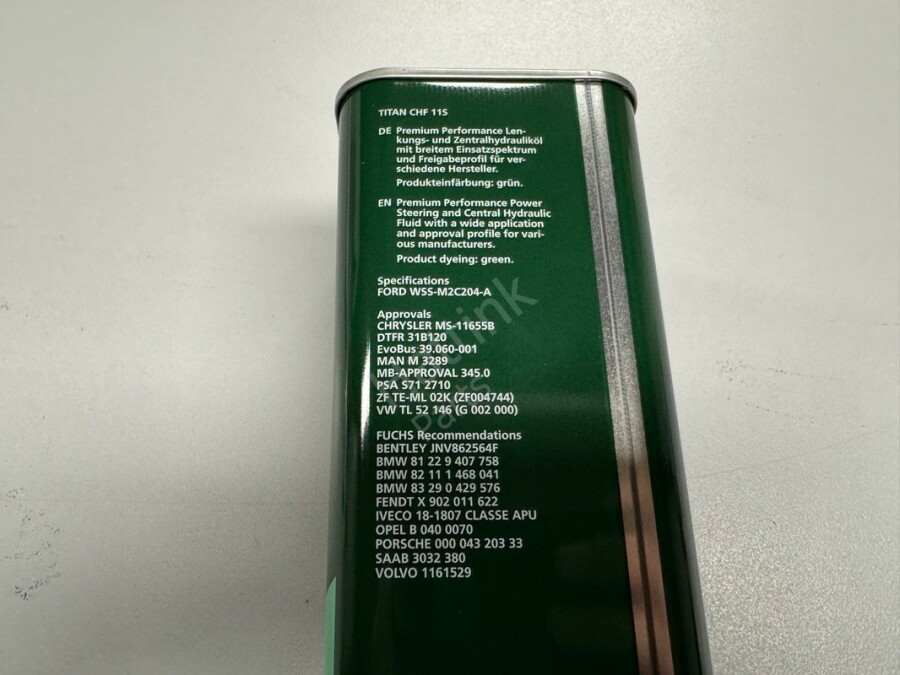 TITAN CHF 11S
DE Premium Performance Len-
kungs- und Zentralhydrauliköl
mit breitem Einsatzspektrum
und Freigabeprofil für ver-
schiedene Hersteller.
Produkteinfärbung: grün.
EN Premium Performance Power
Steering and Central Hydraulic
Fluid with a wide application
and approval profile for vari-
ous manufacturers.
Product dyeing: green.
Specifications
FORD WSS-M2C204-A
Approvals
CHRYSLER MS-11655B
DTFR 31B120
EvoBus 39.060-001
MAN M 3289
MB-APPROVAL 345.0
PSA S71 2710
ZF TE-ML 02K (ZF004744)
VW TL 52 146 (G 002 000)
FUCHS Recommendations
BENTLEY JNV862564F
BMW 81 22 9 407 758
BMW 82 11 1 468 041
BMW 83 29 0 429 576
FENDT X 902 011 622
IVECO 18-1807 CLASSE APU
OPEL B 040 0070
PORSCHE 000 043 203 33
SAAB 3032 380
VOLVO 1161529
Parts